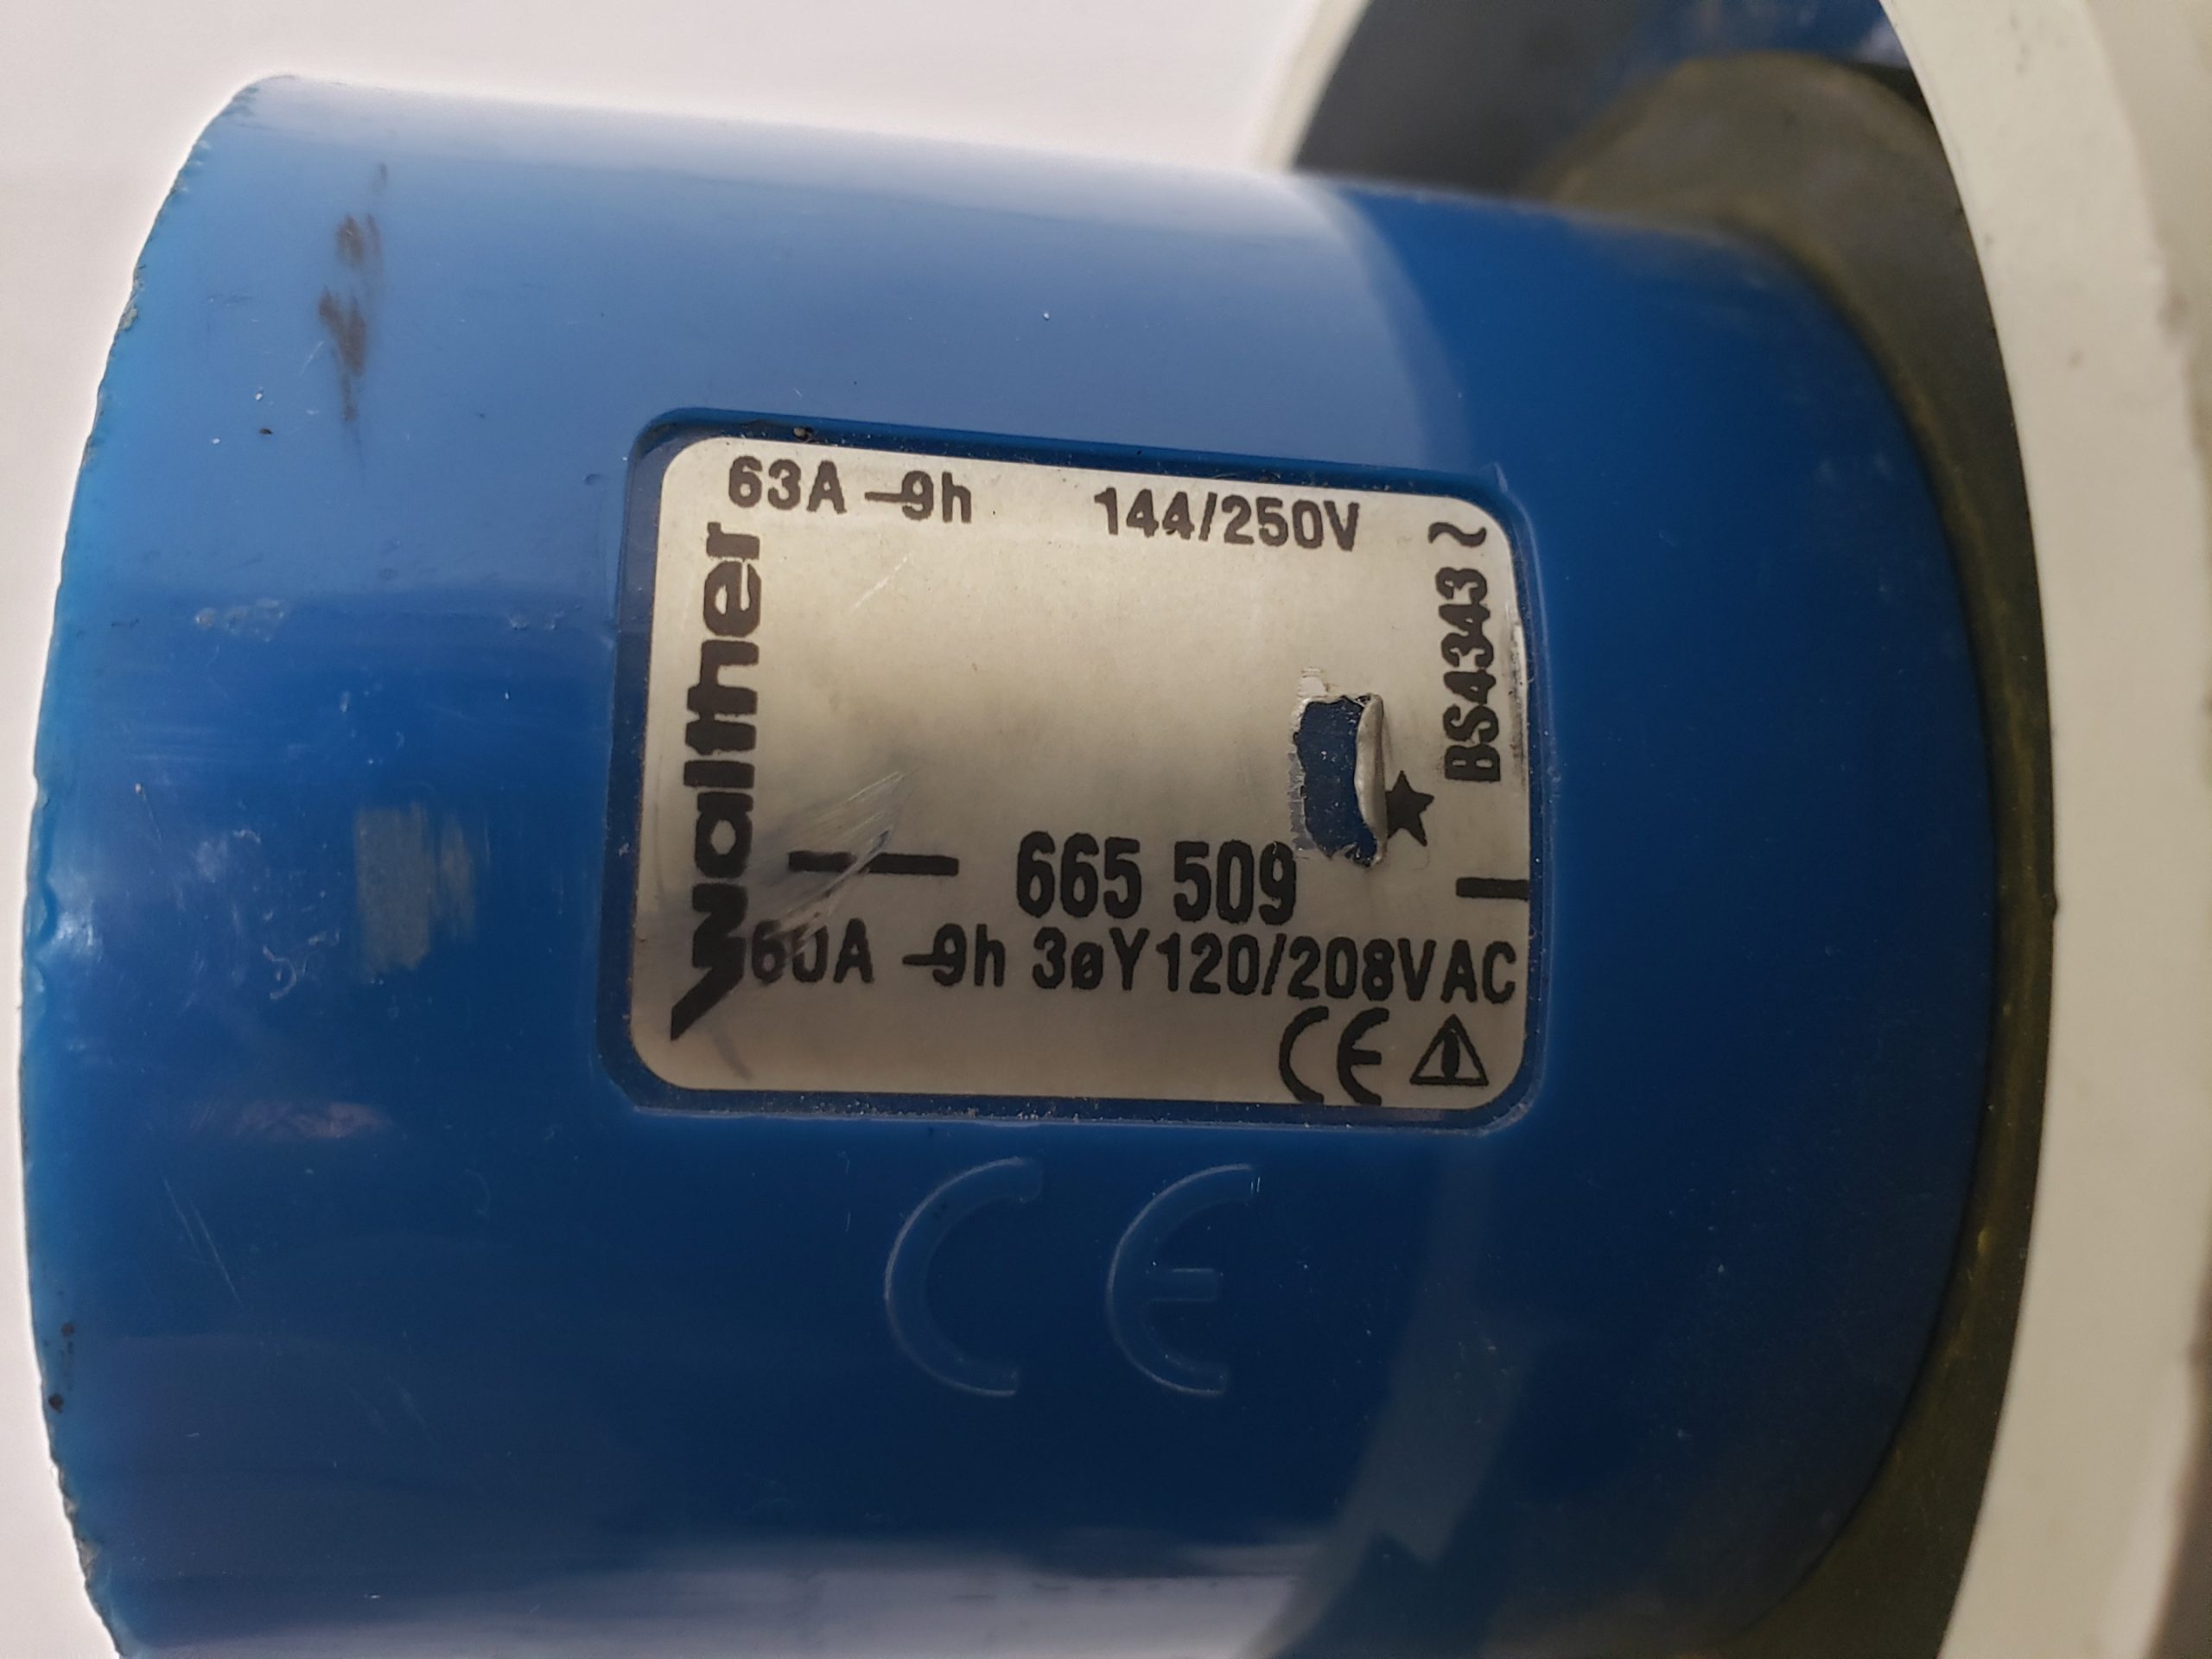 63A –9h 144/250V ~
walther
BS4343
665 509
60A –9h 3øY120/208VAC
CE
CE